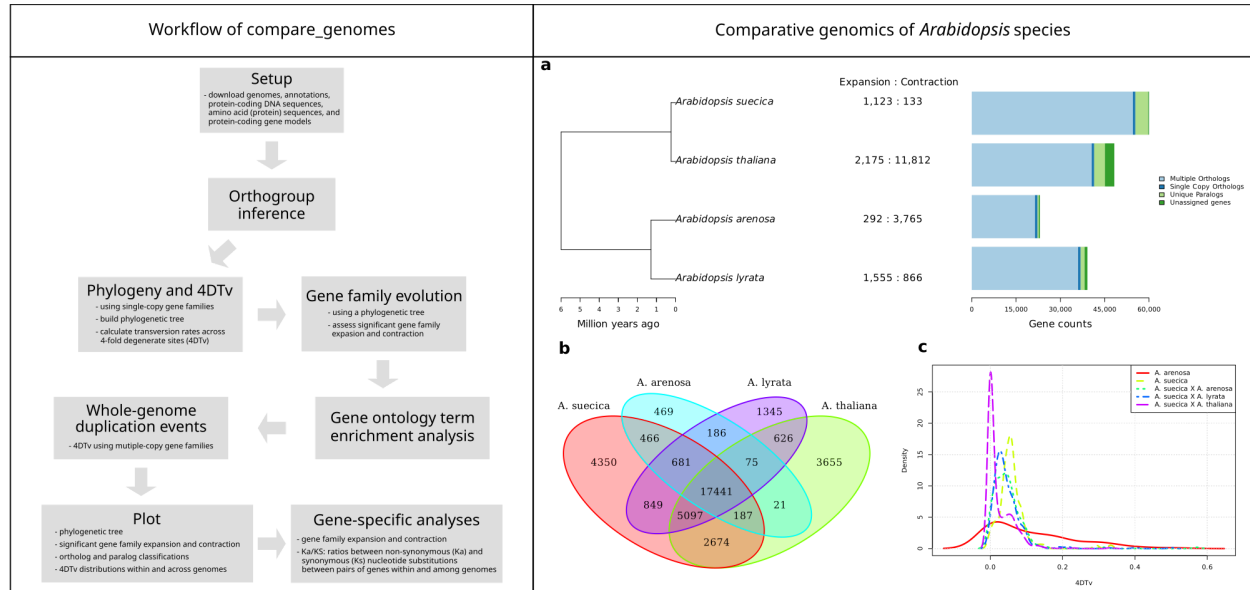 Workflow of compare_genomes
Setup
- download genomes, annotations,
protein-coding DNA sequences,
amino acid (protein) sequences, and
protein-coding gene models
Orthogroup
inference
Phylogeny and 4DTv
- using single-copy gene families
- build phylogenetic tree
- calculate transversion rates across
4-fold degenerate sites (4DTv)
Gene family evolution
- using a phylogenetic tree
- assess significant gene family
expasion and contraction
Gene ontology term
enrichment analysis
Whole-genome
duplication events
- 4DTv using mutiple-copy gene families
Plot
- phylogenetic tree
- significant gene family expansion and contraction
- ortholog and paralog classifications
- 4DTv distributions within and across genomes
Gene-specific analyses
- gene family expansion and contraction
- Ka/KS: ratios between non-synonymous (Ka) and
synonymous (Ks) nucleotide substitutions
between pairs of genes within and among genomes
Comparative genomics of Arabidopsis species
a
Expansion : Contraction
Arabidopsis suecica
1,123 : 133
Arabidopsis thaliana
2,175 : 11,812
Arabidopsis arenosa
292 : 3,765
Arabidopsis lyrata
1,555 : 866
Multiple Orthologs
Single Copy Orthologs
Unique Paralogs
Unassigned genes
6 5 4 3 2 1 0
Million years ago
0 15,000 30,000 45,000 60,000
Gene counts
b
A. arenosa
A. lyrata
A. suecica
A. thaliana
469
1345
466
186
626
4350
681
75
3655
17441
849
5097
187
21
2674
c
A. arenosa
A. suecica
A. suecica X A. arenosa
A. suecica X A. lyrata
A. suecica X A. thaliana
Density
25
20
15
10
5
0
0.0 0.2 0.4 0.6
4DTv